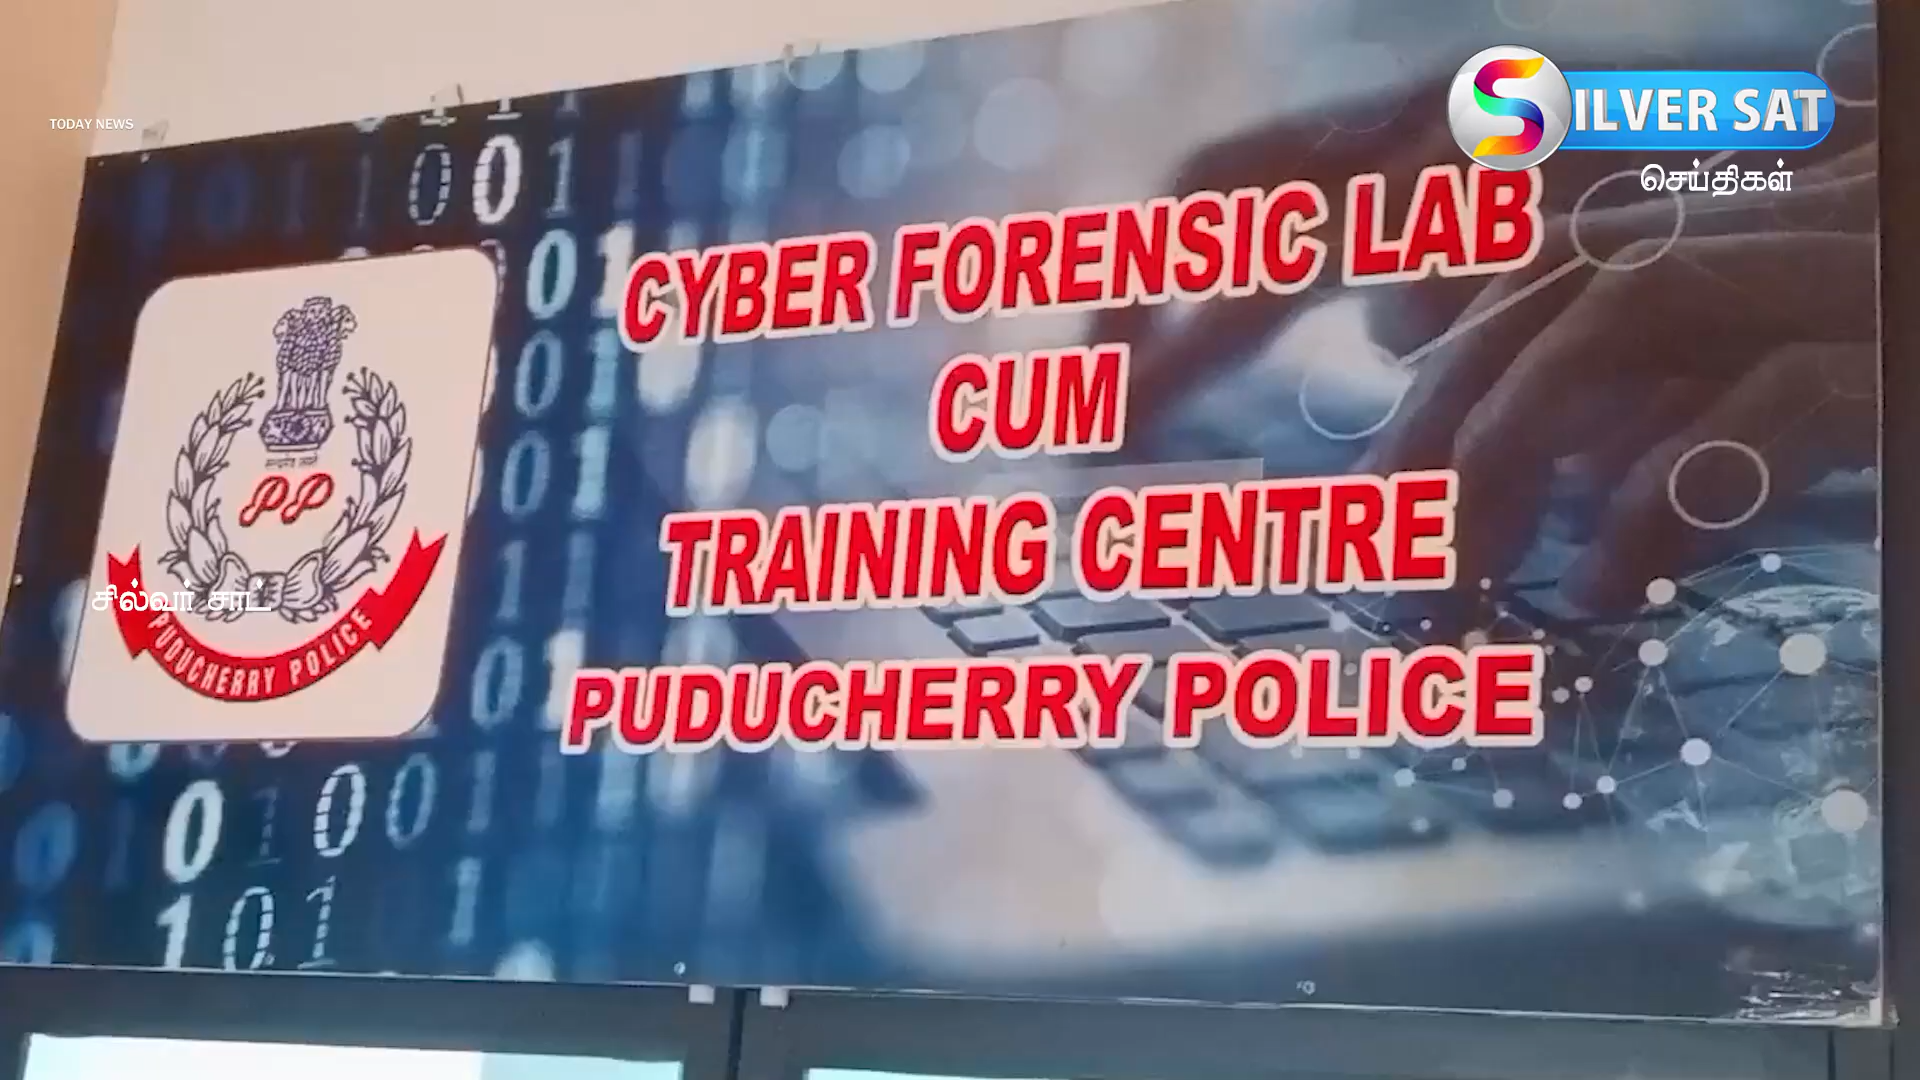 TODAY NEWS
SILVER SAT
செய்திகள்
CYBER FORENSIC LAB
CUM
TRAINING CENTRE
PUDUCHERRY POLICE
PP
சில்வர் சாட்
PUDUCHERRY POLICE